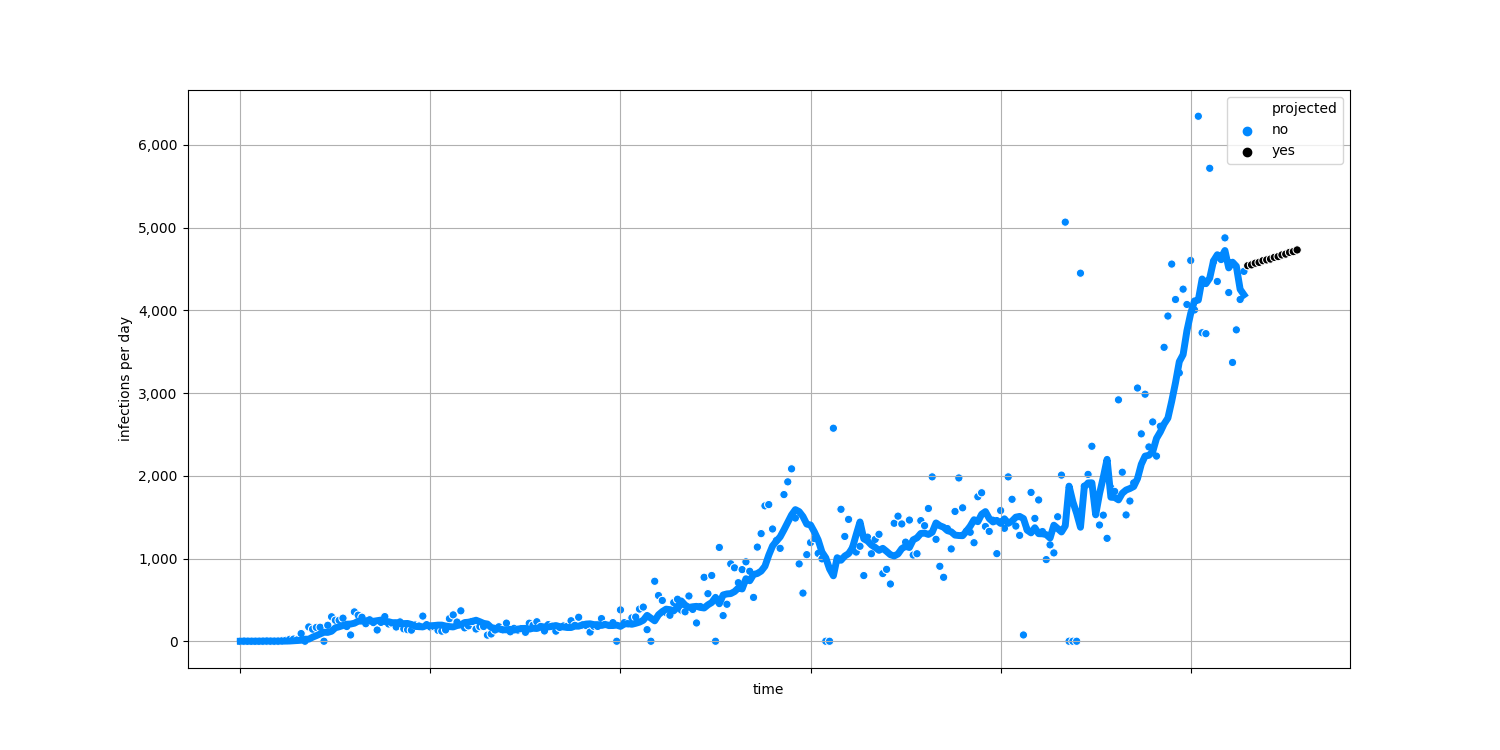 projected
no
yes
6,000
5,000
4,000
3,000
2,000
1,000
0
infections per day
time